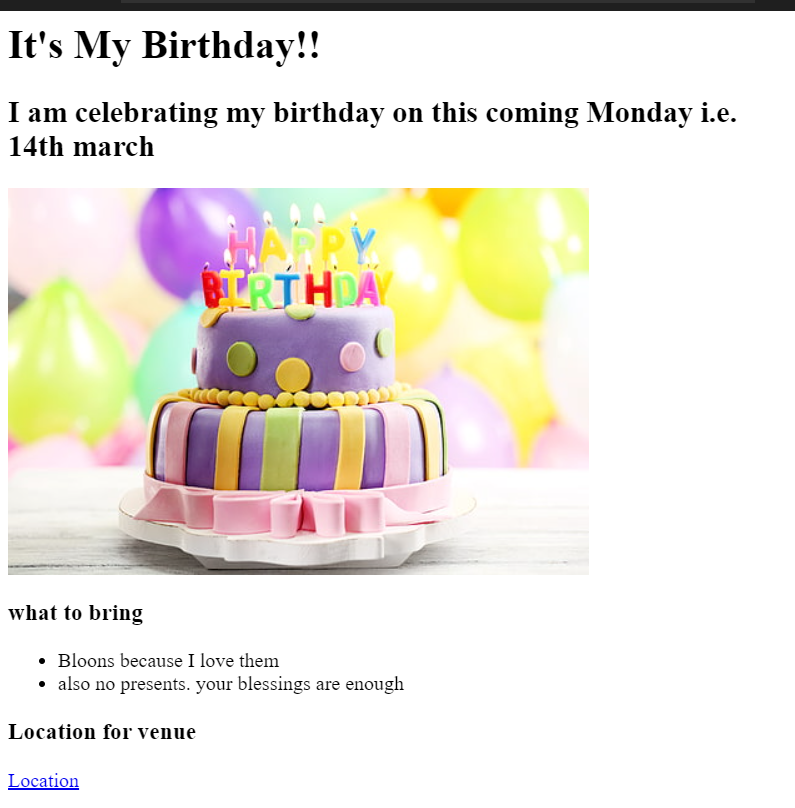 It's My Birthday!!
I am celebrating my birthday on this coming Monday i.e.
14th march
HAPPY
BIRTHDAY
what to bring
Bloons because I love them
also no presents. your blessings are enough
Location for venue
Location